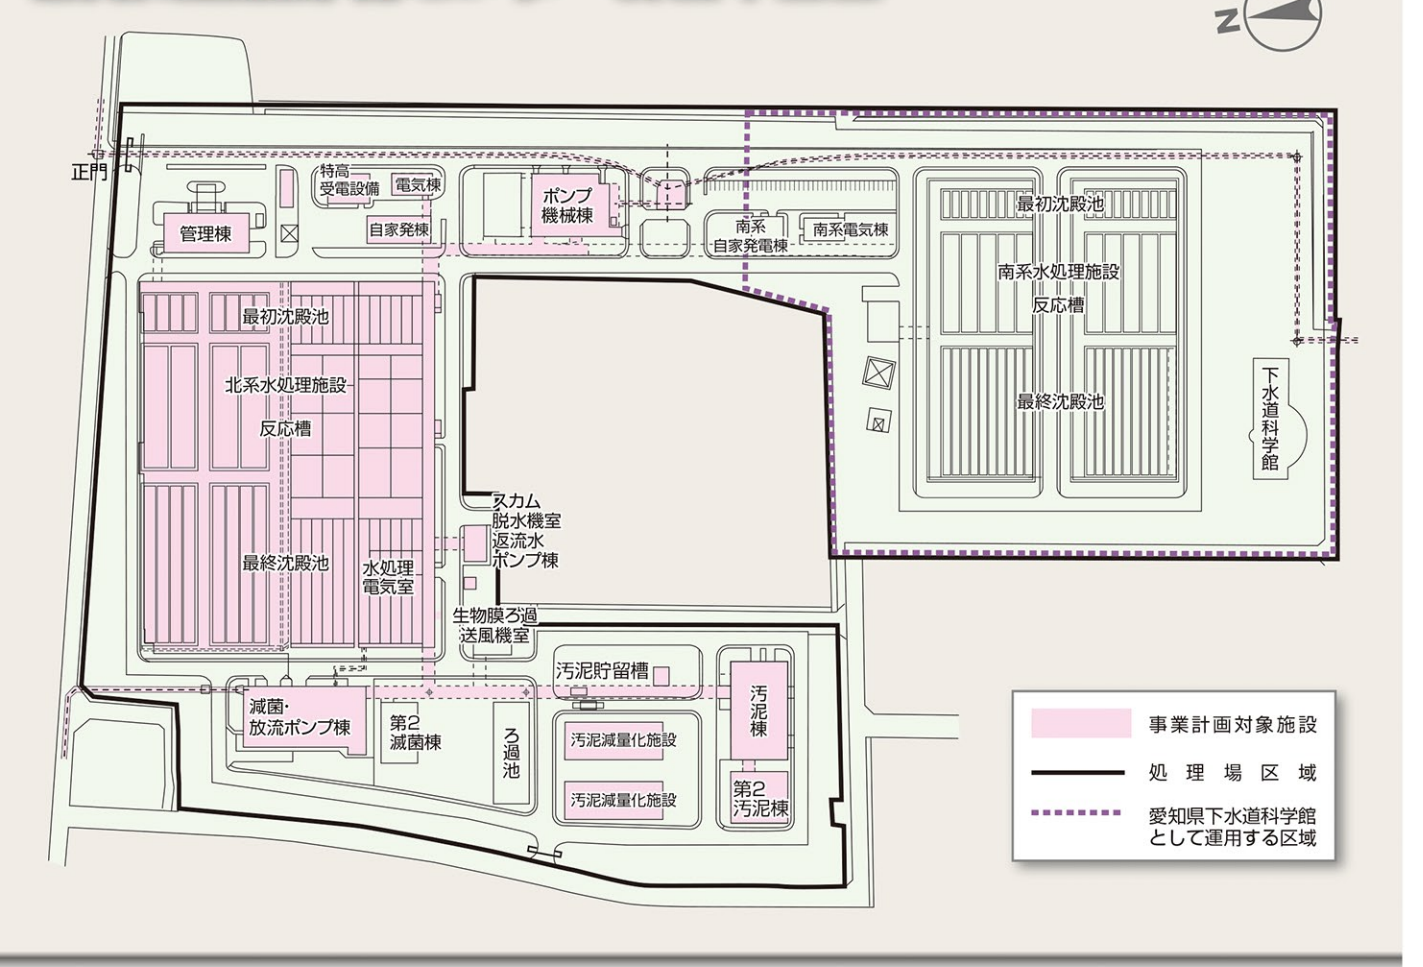 N
正門
特高
受電設備
電気棟
管理棟
自家発棟
ポンプ
機械棟
南系
自家発電棟
南系電気棟
最初沈殿池
南系水処理施設
反応槽
最終沈殿池
下水道科学館
最初沈殿池
北系水処理施設
反応槽
最終沈殿池
水処理
電気室
スカム
脱水機室
返流水
ポンプ棟
生物膜ろ過
送風機室
滅菌・
放流ポンプ棟
第2
滅菌棟
ろ過池
汚泥貯留槽
汚泥減量化施設
汚泥減量化施設
汚泥棟
第2
汚泥棟
事業計画対象施設
処理場区域
愛知県下水道科学館
として運用する区域